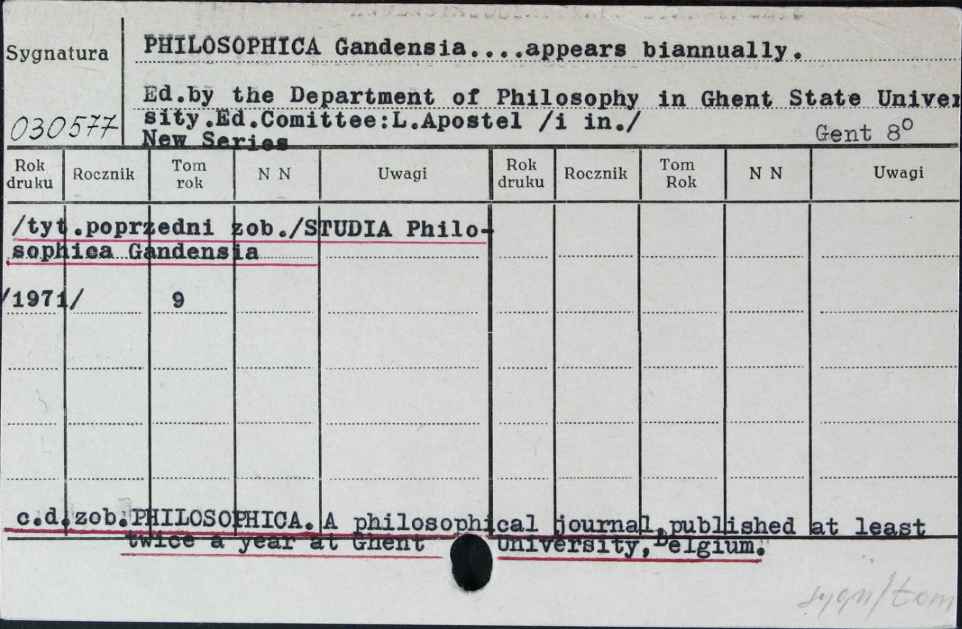 Sygnatura
PHILOSOPHICA Gandensia....appears biannually.
Ed.by the Department of Philosophy in Ghent State Univer
sity.Ed.Comittee:L.Apostel /i in./
030577
Gent 8º
New Series
Rok druku Rocznik Tom rok N N Uwagi Rok druku Rocznik Tom Rok N N Uwagi
/tyt.poprzedni zob./STUDIA Philo-
sophica Gandensia
/1971/ 9
c.d.zob.PHILOSOPHICA.A philosophical journal,published at least
twice a year at Ghent University,Belgium.
sygn/tom